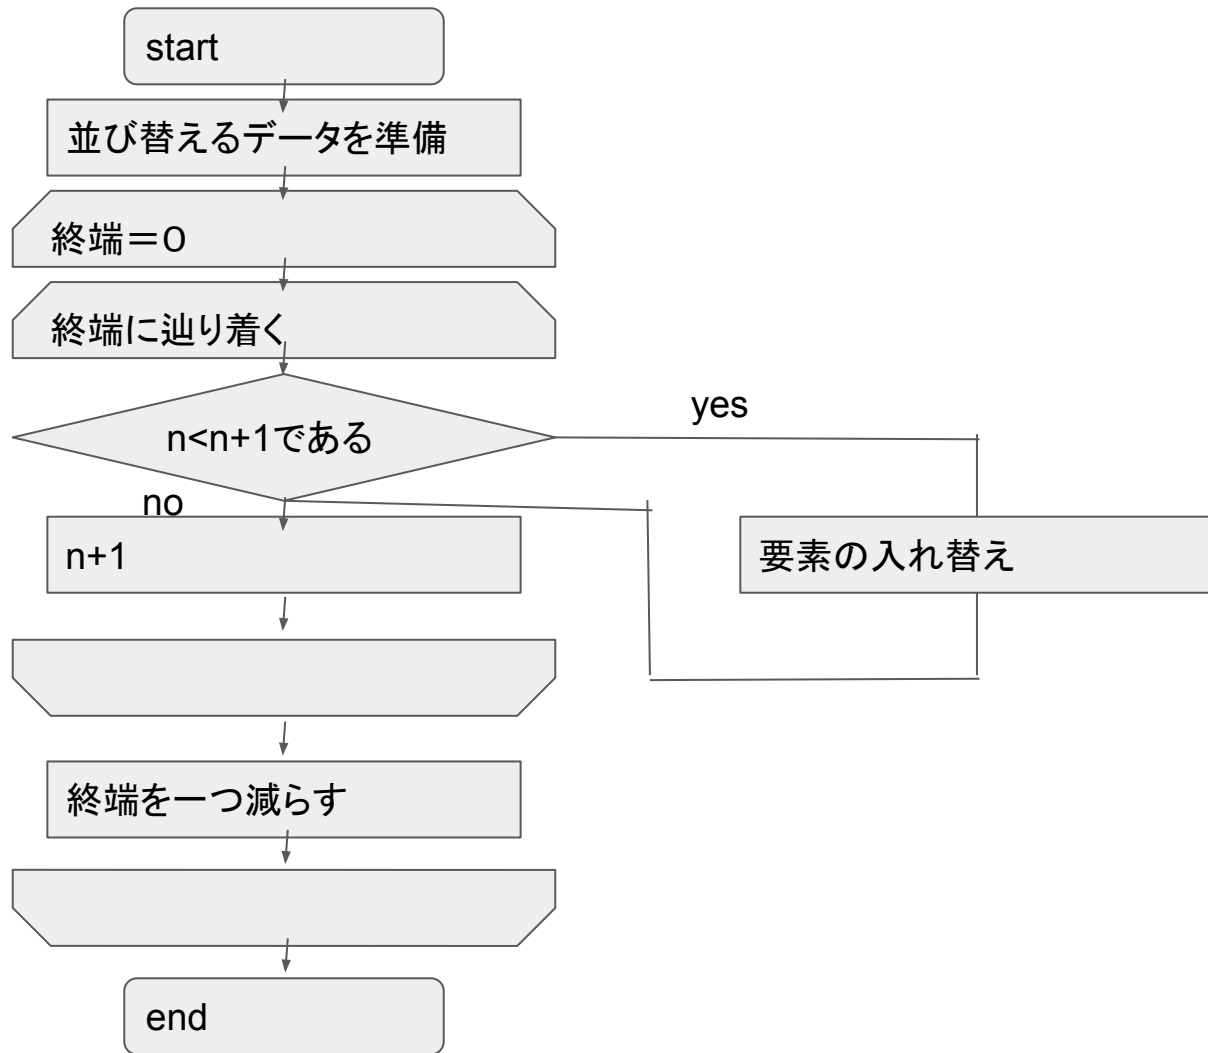 start
並び替えるデータを準備
終端＝0
終端に辿り着く
n<n+1である
yes
no
n+1
要素の入れ替え
終端を一つ減らす
end